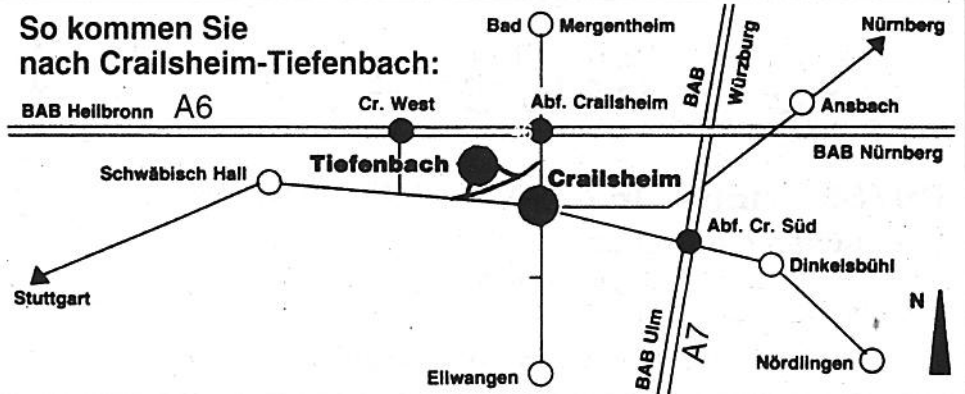 So kommen Sie
nach Crailsheim-Tiefenbach:
Bad Mergentheim
Nürnberg
BAB Würzburg
BAB Heilbronn A6
Cr. West
Abf. Crailsheim
Ansbach
46
BAB Nürnberg
Tiefenbach
Schwäbisch Hall
Crailsheim
Abf. Cr. Süd
Dinkelsbühl
Stuttgart
N
BAB Ulm A7
Ellwangen
Nördlingen